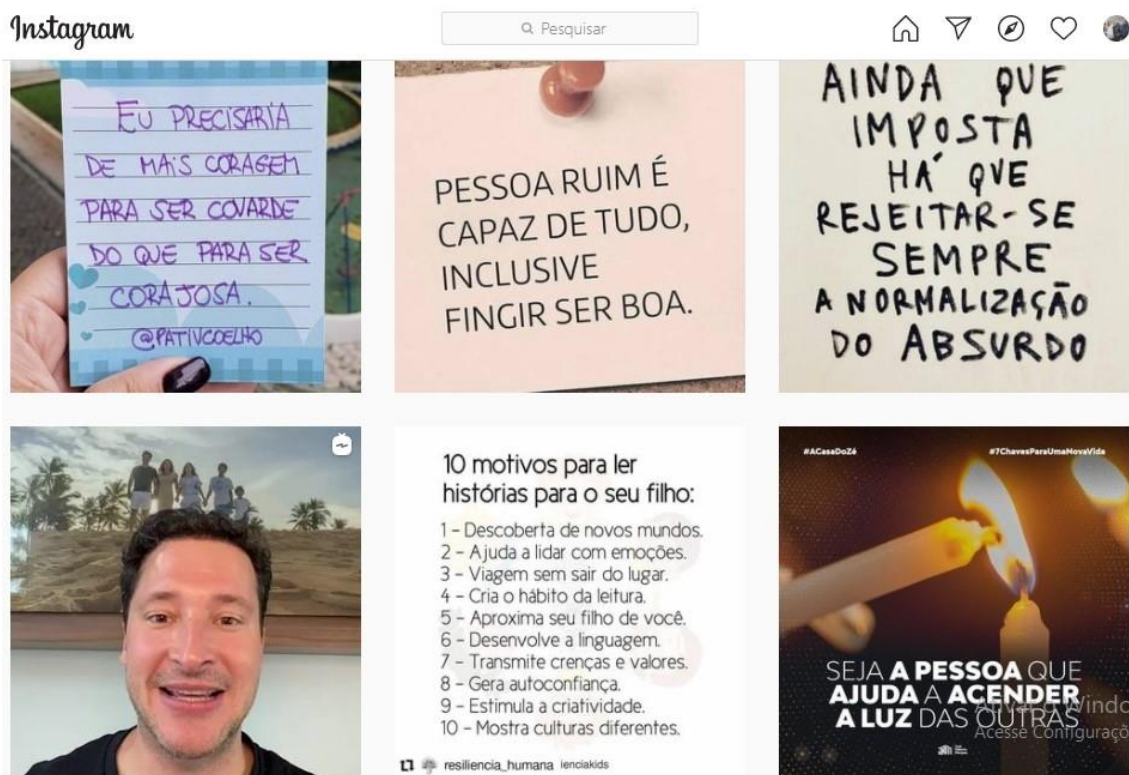 Instagram
Pesquisar
EU PRECISARIA
DE MAIS CORAGEM
PARA SER COVARDE
DO QUE PARA SER
CORAJOSA.
@PATIVCOELHO
PESSOA RUIM É
CAPAZ DE TUDO,
INCLUSIVE
FINGIR SER BOA.
AINDA QUE
IMPOSTA
HÁ QUE
REJEITAR-SE
SEMPRE
A NORMALIZAÇÃO
DO ABSURDO
10 motivos para ler
histórias para o seu filho:
1 - Descoberta de novos mundos.
2 - Ajuda a lidar com emoções.
3 - Viagem sem sair do lugar.
4 - Cria o hábito da leitura.
5 - Aproxima seu filho de você.
6 - Desenvolve a linguagem.
7 - Transmite crenças e valores.
8 - Gera autoconfiança.
9 - Estimula a criatividade.
10 - Mostra culturas diferentes.
resiliencia_humana ienciakids
#ACasaDoZé #7ChavesParaUmaNovaVida
SEJA A PESSOA QUE
AJUDA A ACENDER
A LUZ DAS OUTRAS
Acesse Configuraçõ